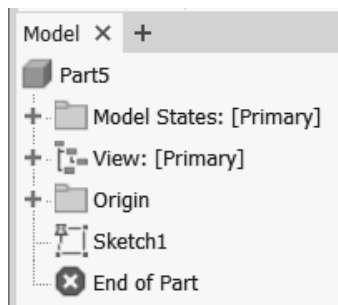 Model
Part5
Model States: [Primary]
View: [Primary]
Origin
Sketch1
End of Part